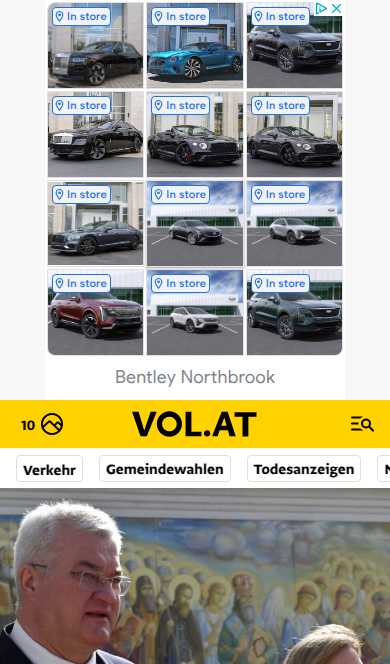 In store In store In store
In store In store In store
In store In store In store
In store In store In store
Bentley Northbrook
10 VOL.AT
Verkehr Gemeindewahlen Todesanzeigen